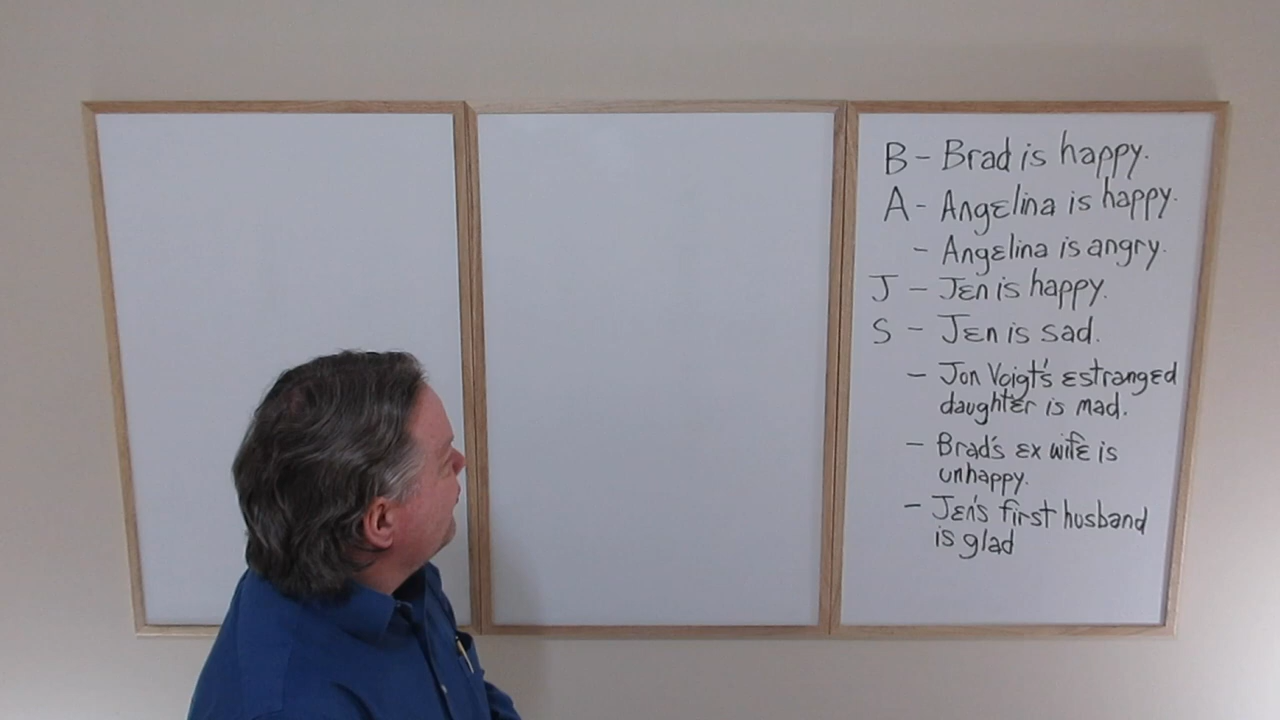 B - Brad is happy.
A - Angelina is happy.
- Angelina is angry.
J - Jen is happy.
S - Jen is sad.
- Jon Voigt's estranged
daughter is mad.
- Brad's ex wife is
unhappy.
- Jen's first husband
is glad